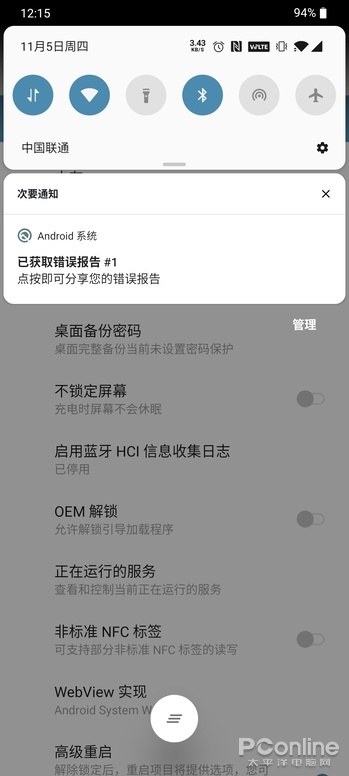 12:15
94%
11月5日周四
3.43
KB/S
VoLTE
中国联通
次要通知
Android 系统
已获取错误报告 #1
点按即可分享您的错误报告
管理
桌面备份密码
桌面完整备份当前未设置密码保护
不锁定屏幕
充电时屏幕不会休眠
启用蓝牙 HCI 信息收集日志
已停用
OEM 解锁
允许解锁引导加载程序
正在运行的服务
查看和控制当前正在运行的服务
非标准 NFC 标签
可支持部分非标准 NFC 标签的读写
WebView 实现
Android System W
高级重启
解除锁定后，重启项目将提供选项，您可
PConline
太平洋电脑网